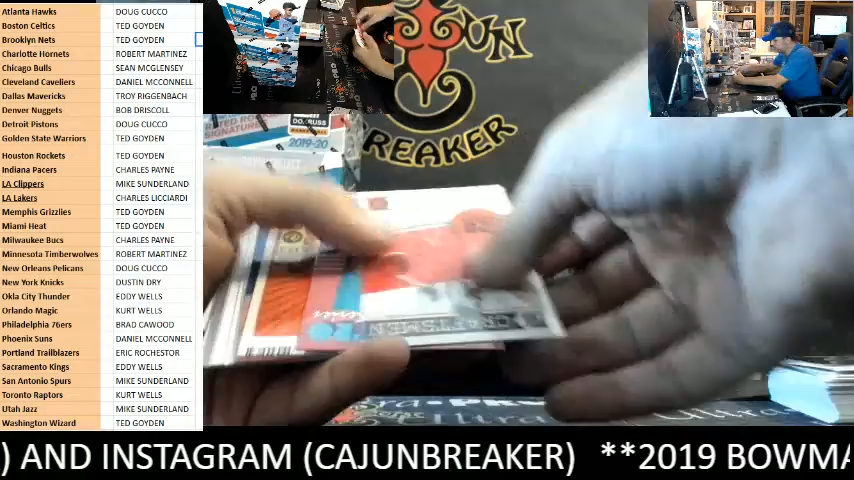 Atlanta Hawks DOUG CUCCO
Boston Celtics TED GOYDEN
Brooklyn Nets TED GOYDEN
Charlotte Hornets ROBERT MARTINEZ
Chicago Bulls SEAN MCGLENSEY
Cleveland Caveliers DANIEL MCCONNELL
Dallas Mavericks TROY RIGGENBACH
Denver Nuggets BOB DRISCOLL
Detroit Pistons DOUG CUCCO
Golden State Warriors TED GOYDEN
Houston Rockets TED GOYDEN
Indiana Pacers CHARLES PAYNE
LA Clippers MIKE SUNDERLAND
LA Lakers CHARLES LICCIARDI
Memphis Grizzlies TED GOYDEN
Miami Heat TED GOYDEN
Milwaukee Bucs CHARLES PAYNE
Minnesota Timberwolves ROBERT MARTINEZ
New Orleans Pelicans DOUG CUCCO
New York Knicks DUSTIN DRY
Okla City Thunder EDDY WELLS
Orlando Magic KURT WELLS
Philadelphia 76ers BRAD CAWOOD
Phoenix Suns DANIEL MCCONNELL
Portland Trailblazers ERIC ROCHESTOR
Sacramento Kings EDDY WELLS
San Antonio Spurs MIKE SUNDERLAND
Toronto Raptors KURT WELLS
Utah Jazz MIKE SUNDERLAND
Washington Wizard TED GOYDEN
UN
REAKER
SIGNATURE
DONRUSS
2019-20
CRAFTSMEN
) AND INSTAGRAM (CAJUNBREAKER) **2019 BOWMA